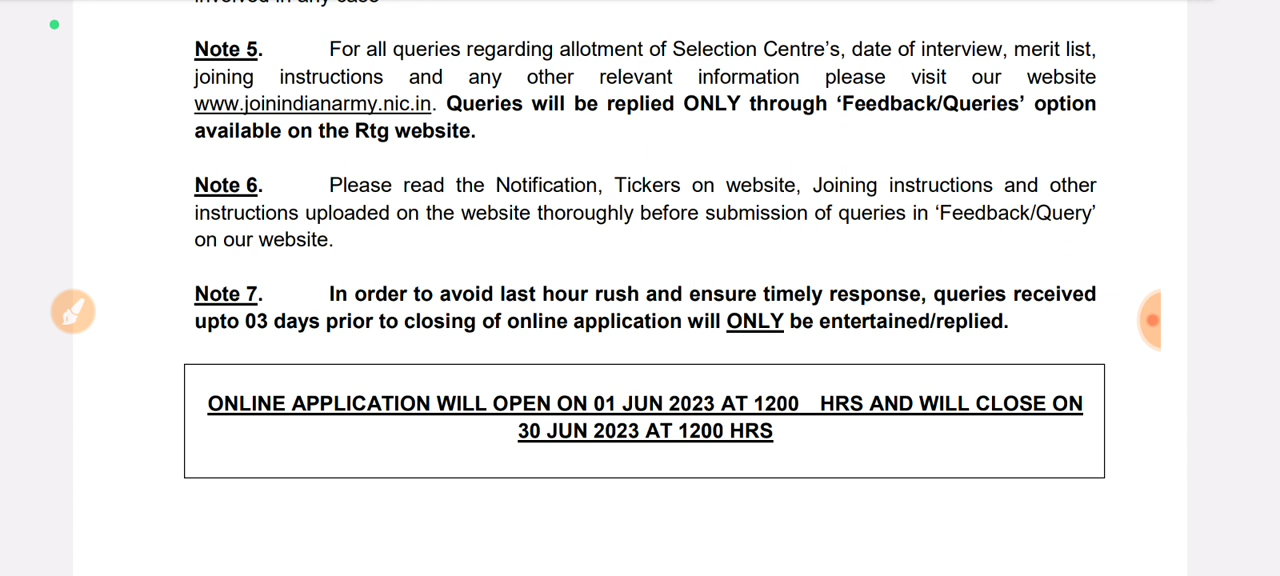 involved in any case
Note 5. For all queries regarding allotment of Selection Centre’s, date of interview, merit list,
joining instructions and any other relevant information please visit our website
www.joinindianarmy.nic.in. Queries will be replied ONLY through ‘Feedback/Queries’ option
available on the Rtg website.
Note 6. Please read the Notification, Tickers on website, Joining instructions and other
instructions uploaded on the website thoroughly before submission of queries in ‘Feedback/Query’
on our website.
Note 7. In order to avoid last hour rush and ensure timely response, queries received
upto 03 days prior to closing of online application will ONLY be entertained/replied.
ONLINE APPLICATION WILL OPEN ON 01 JUN 2023 AT 1200 HRS AND WILL CLOSE ON
30 JUN 2023 AT 1200 HRS